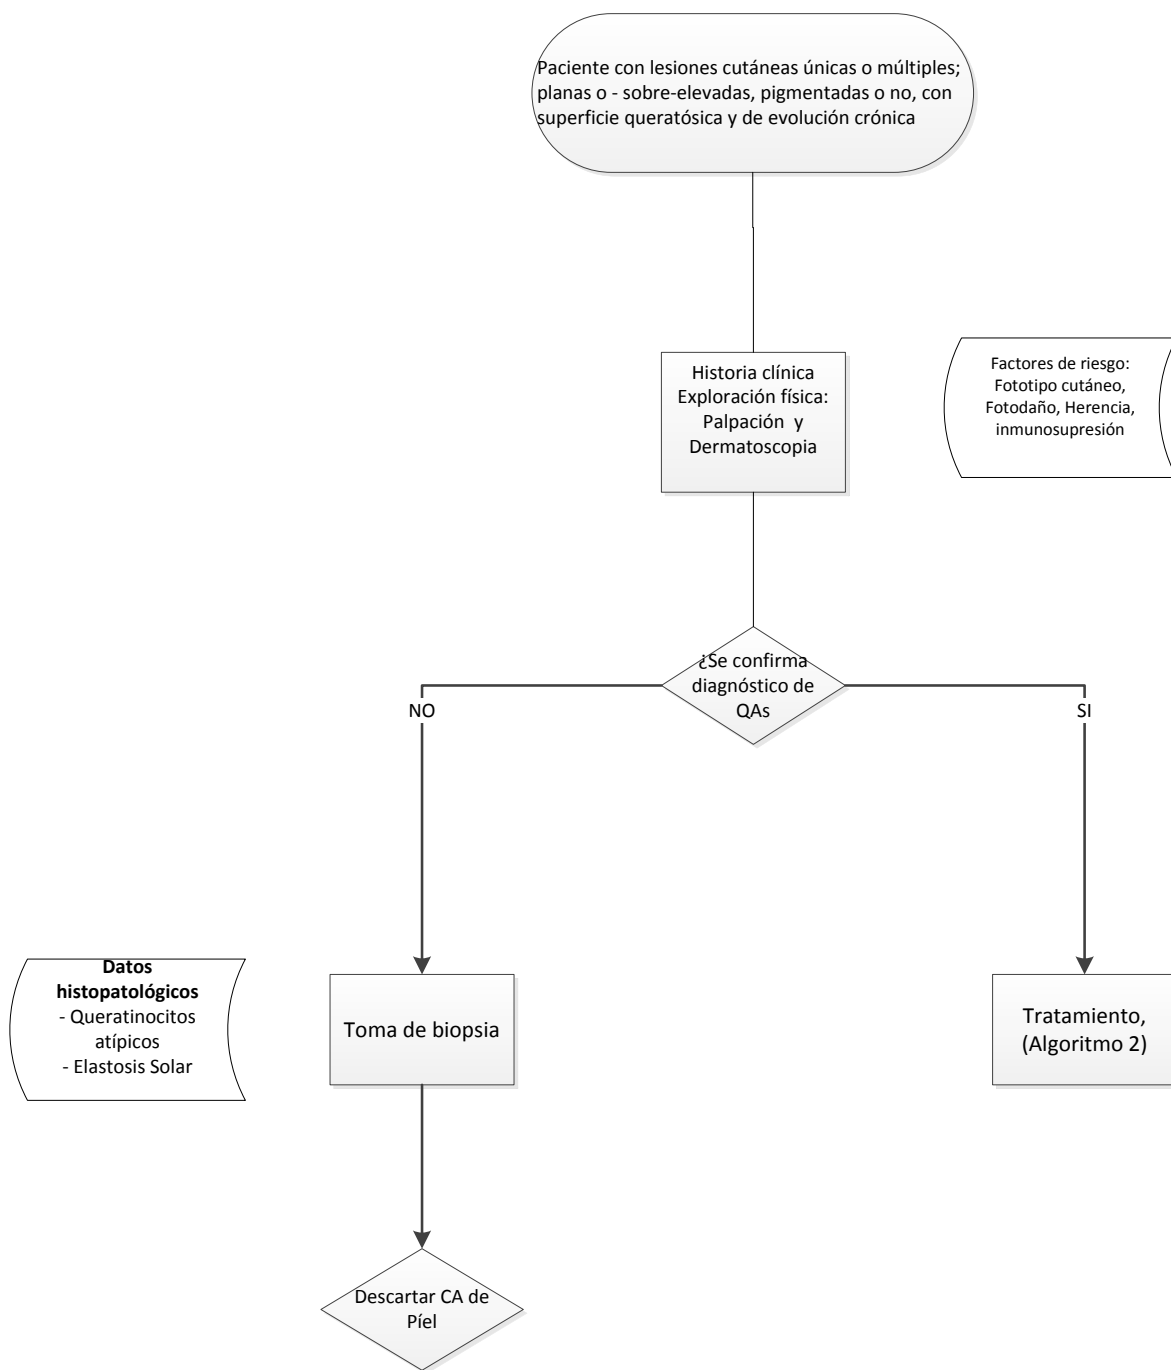 Paciente con lesiones cutáneas únicas o múltiples;
planas o - sobre-elevadas, pigmentadas o no, con
superficie queratósica y de evolución crónica
Historia clínica
Exploración física:
Palpación y
Dermatoscopia
Factores de riesgo:
Fototipo cutáneo,
Fotodaño, Herencia,
inmunosupresión
¿Se confirma
diagnóstico de
QAs
NO
SI
Datos
histopatológicos
- Queratinocitos
atípicos
- Elastosis Solar
Toma de biopsia
Tratamiento,
(Algoritmo 2)
Descartar CA de
Píel